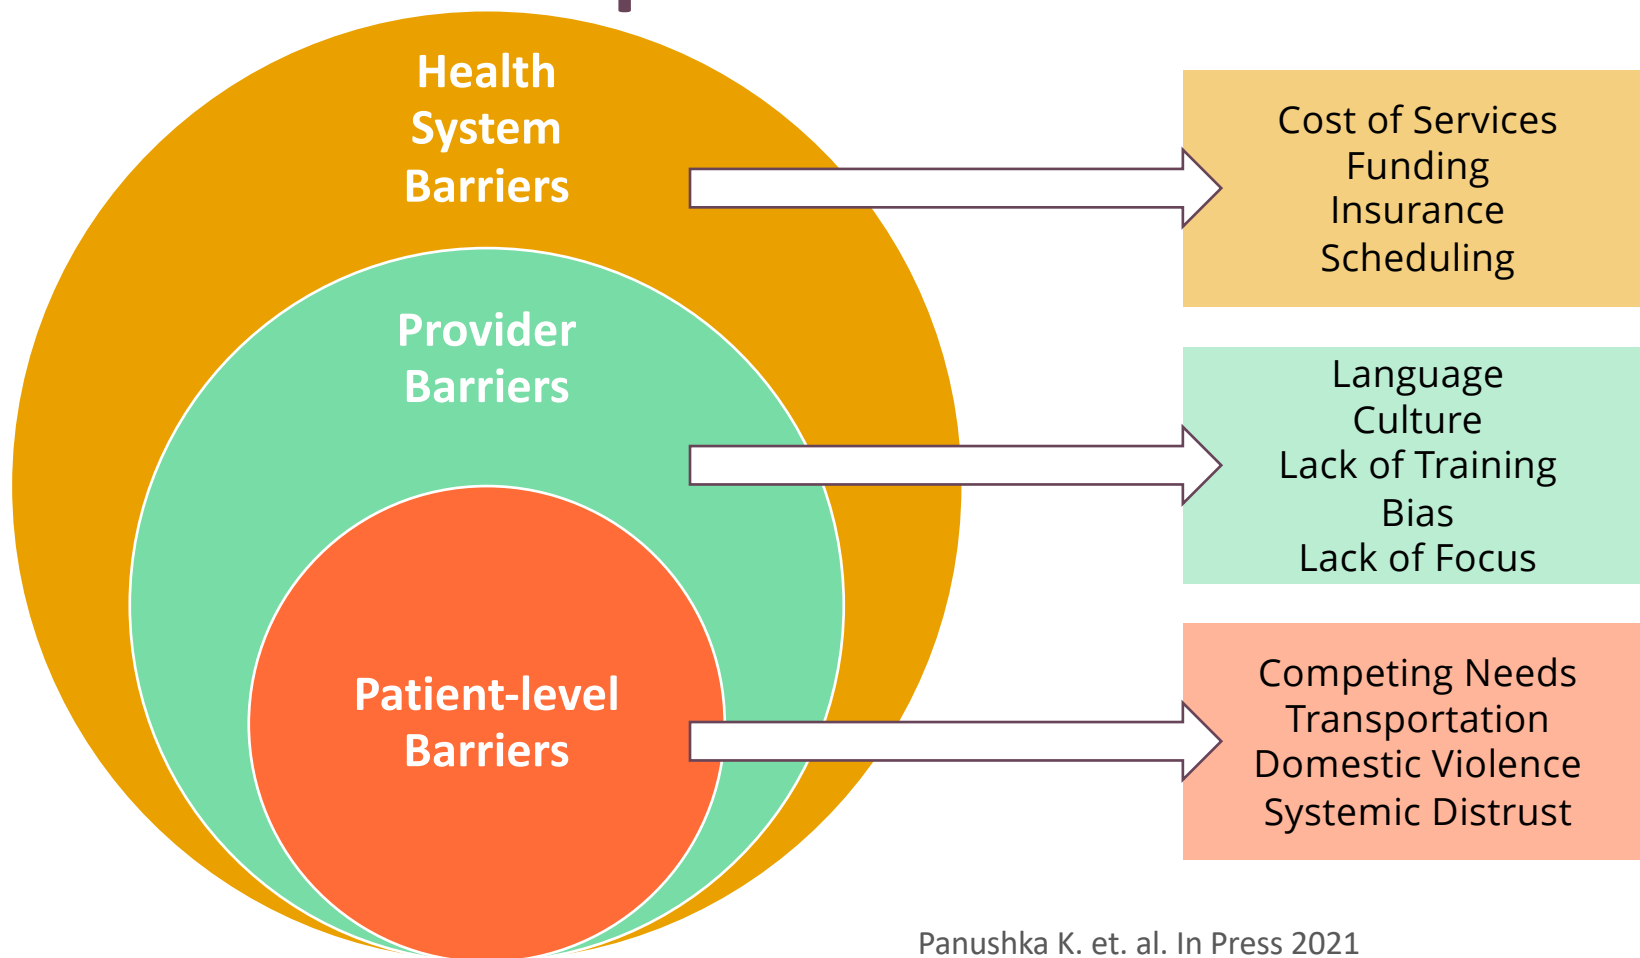 Health
System
Barriers
Cost of Services
Funding
Insurance
Scheduling
Provider
Barriers
Language
Culture
Lack of Training
Bias
Lack of Focus
Patient-level
Barriers
Competing Needs
Transportation
Domestic Violence
Systemic Distrust
Panushka K. et. al. In Press 2021